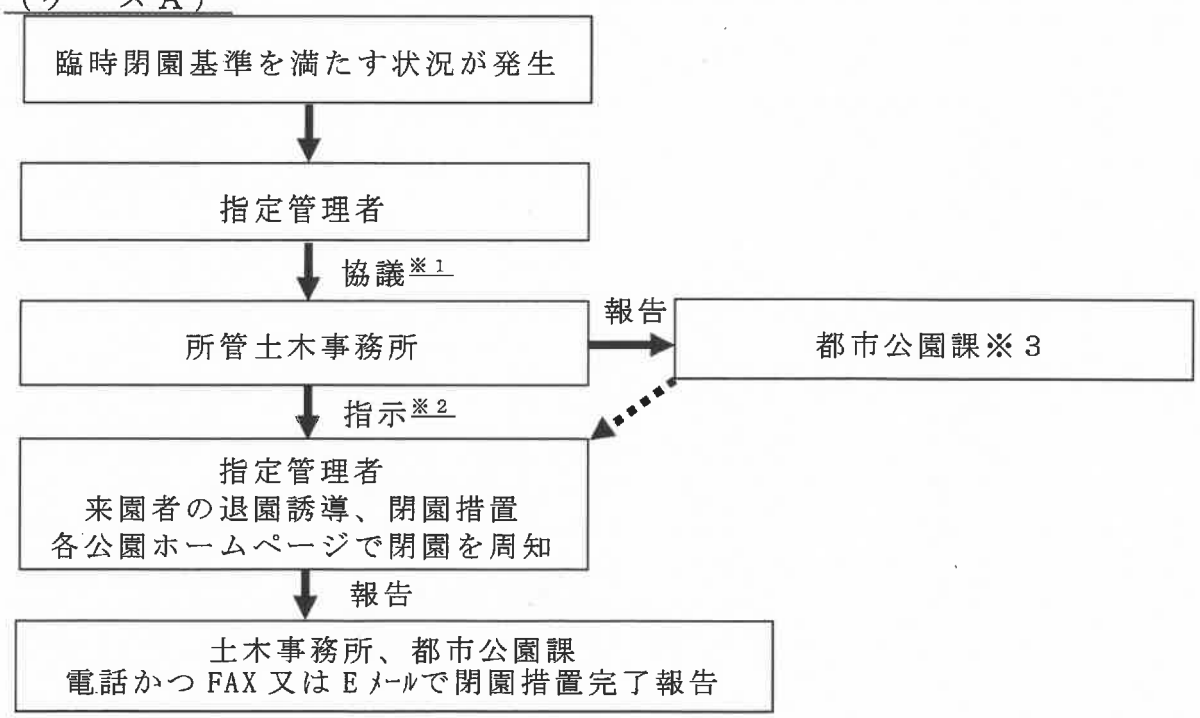 臨時閉園基準を満たす状況が発生
指定管理者
協議※1
所管土木事務所
報告
都市公園課※3
指示※2
指定管理者
来園者の退園誘導、閉園措置
各公園ホームページで閉園を周知
報告
土木事務所、都市公園課
電話かつFAX又はEメールで閉園措置完了報告